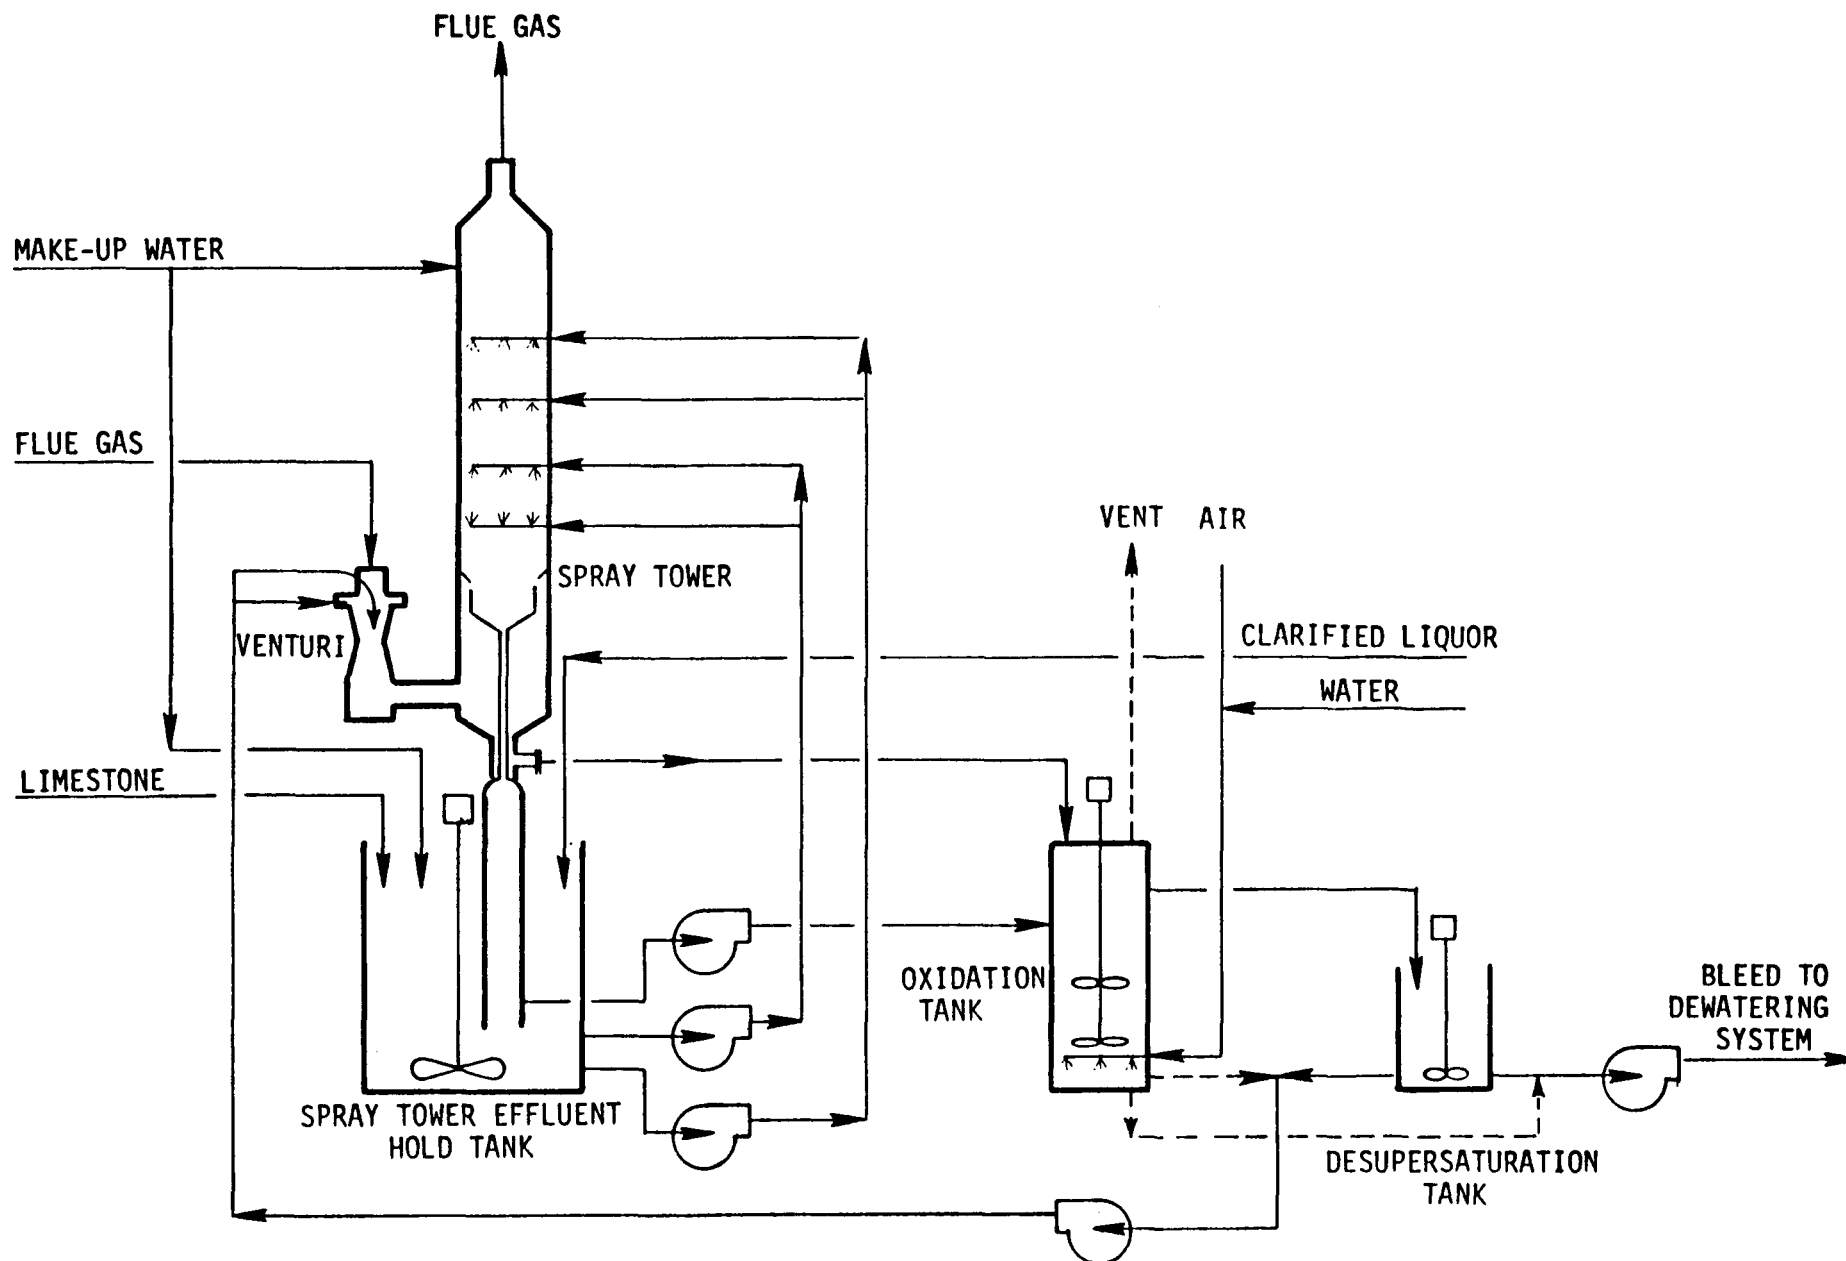 FLUE GAS
MAKE-UP WATER
FLUE GAS
VENT AIR
SPRAY TOWER
CLARIFIED LIQUOR
VENTURI
WATER
LIMESTONE
OXIDATION
TANK
BLEED TO
DEWATERING
SYSTEM
SPRAY TOWER EFFLUENT
HOLD TANK
DESUPERSATURATION
TANK